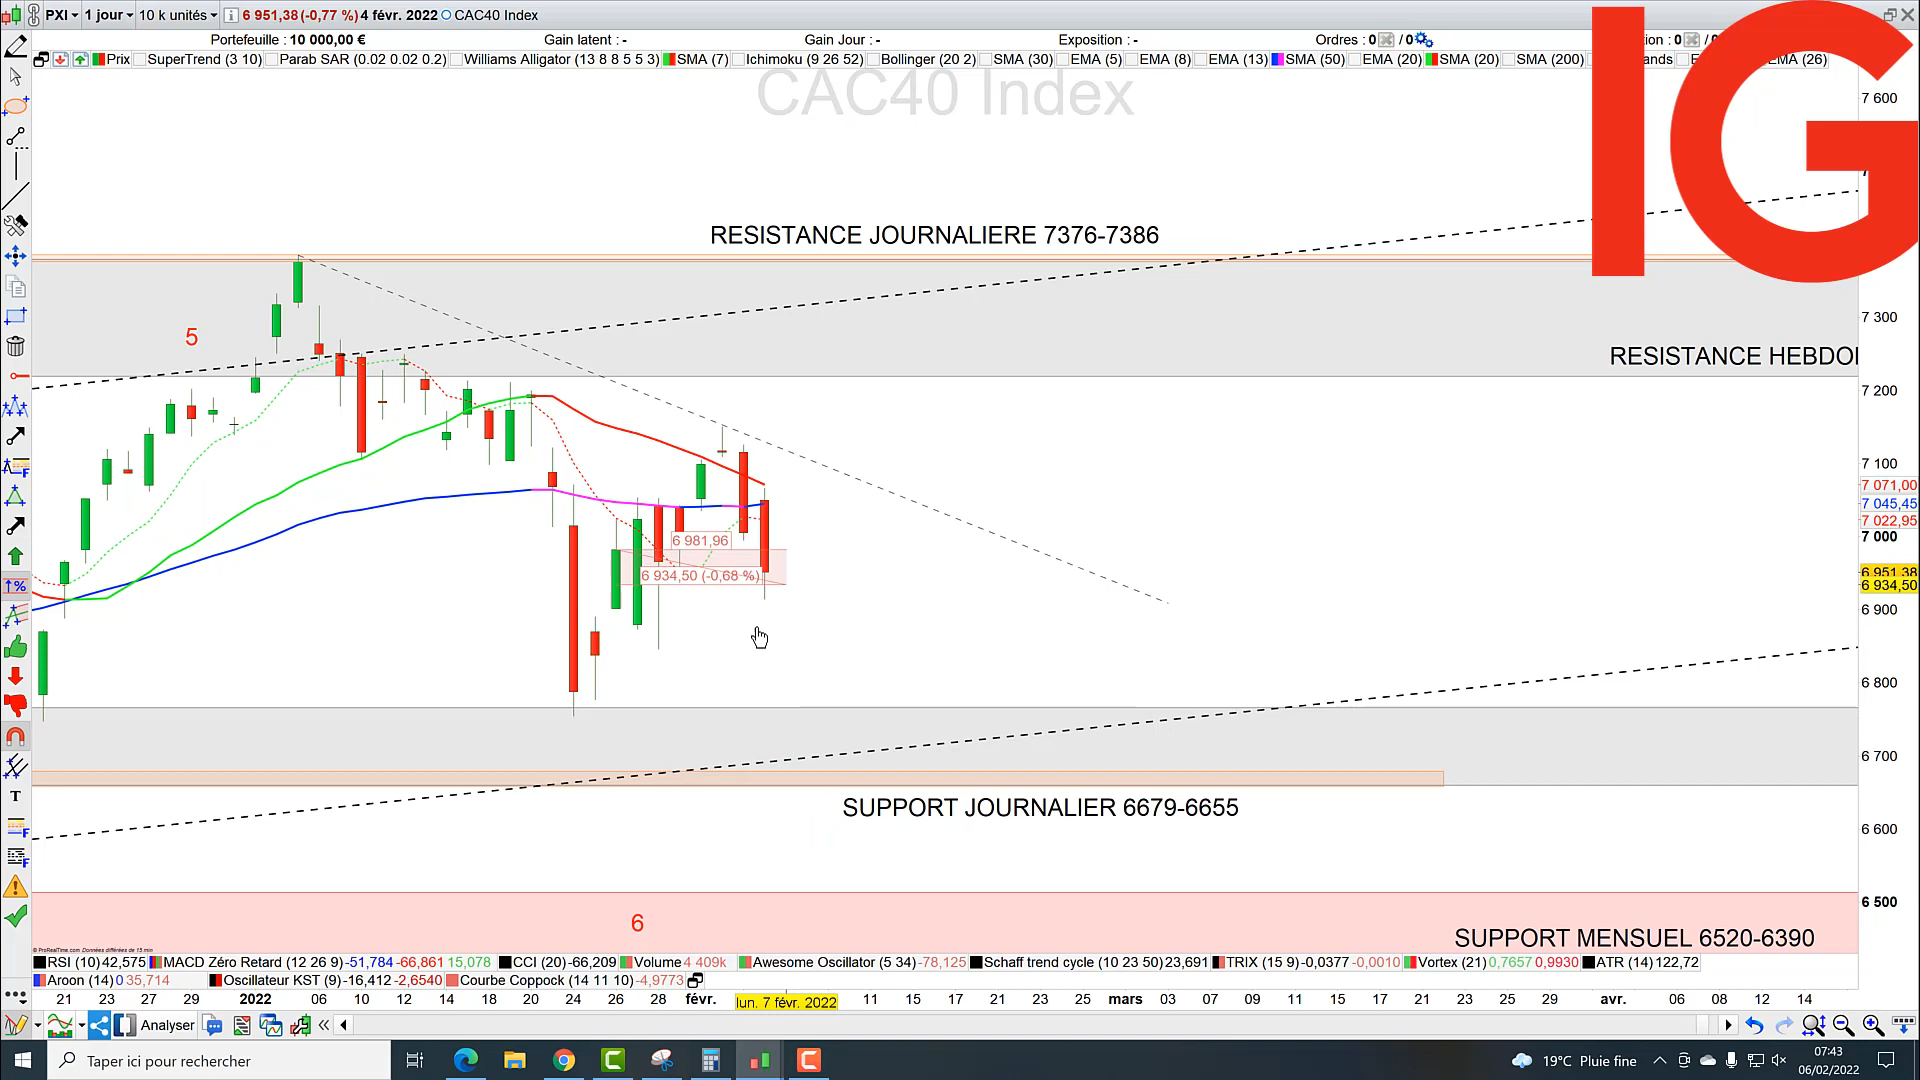 PXI 1 jour 10 k unités 6 951,38(-0,77 %) 4 févr. 2022 CAC40 Index
Portefeuille : 10 000,00 € Gain latent : - Gain Jour : - Exposition : - Ordres : 0 / 0 tion : 0
Prix SuperTrend (3 10) Parab SAR (0.02 0.02 0.2) Williams Alligator (13 8 8 5 5 3) SMA (7) Ichimoku (9 26 52) Bollinger (20 2) SMA (30) EMA (5) EMA (8) EMA (13) SMA (50) EMA (20) SMA (20) SMA (200) ands EMA (26)
CAC40 Index
IG
7 600
RESISTANCE JOURNALIERE 7376-7386
5
7 300
RESISTANCE HEBDO
7 200
7 100
7 071,00
7 045,45
7 022,95
7 000
6 981,96
6 951,38
6 934,50 (-0,68 %)
6 934,50
6 900
6 800
6 700
SUPPORT JOURNALIER 6679-6655
6 600
6 500
6
SUPPORT MENSUEL 6520-6390
© ProRealTime.com Données différées de 15 min
RSI (10) 42,575 MACD Zéro Retard (12 26 9) -51,784 -66,861 15,078 CCI (20) -66,209 Volume 4 409k Awesome Oscillator (5 34) -78,125 Schaff trend cycle (10 23 50) 23,691 TRIX (15 9) -0,0377 -0,0010 Vortex (21) 0,7657 0,9930 ATR (14) 122,72
Aroon (14) 0 35,714 Oscillateur KST (9) -16,412 -2,6540 Courbe Coppock (14 11 10) -4,9773
21 23 27 29 2022 06 10 12 14 18 20 24 26 28 févr. lun. 7 févr. 2022 11 15 17 21 23 25 mars 03 07 09 11 15 17 21 23 25 29 avr. 06 08 12 14
T
Analyser
Taper ici pour rechercher
19°C Pluie fine
07:43
06/02/2022